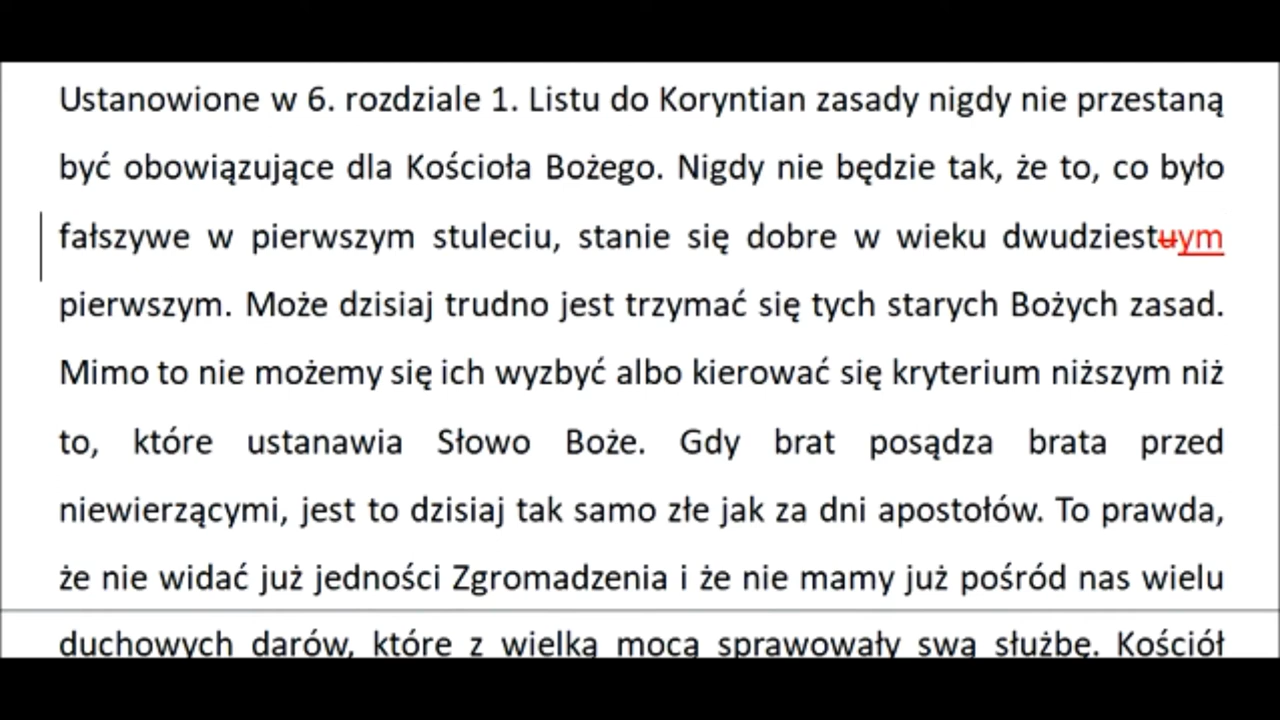 Ustanowione w 6. rozdziale 1. Listu do Koryntian zasady nigdy nie przestaną
być obowiązujące dla Kościoła Bożego. Nigdy nie będzie tak, że to, co było
fałszywe w pierwszym stuleciu, stanie się dobre w wieku dwudziestuym
pierwszym. Może dzisiaj trudno jest trzymać się tych starych Bożych zasad.
Mimo to nie możemy się ich wyzbyć albo kierować się kryterium niższym niż
to, które ustanawia Słowo Boże. Gdy brat posądza brata przed
niewierzącymi, jest to dzisiaj tak samo złe jak za dni apostołów. To prawda,
że nie widać już jedności Zgromadzenia i że nie mamy już pośród nas wielu
duchowych darów, które z wielką mocą sprawowały swą służbę. Kościół